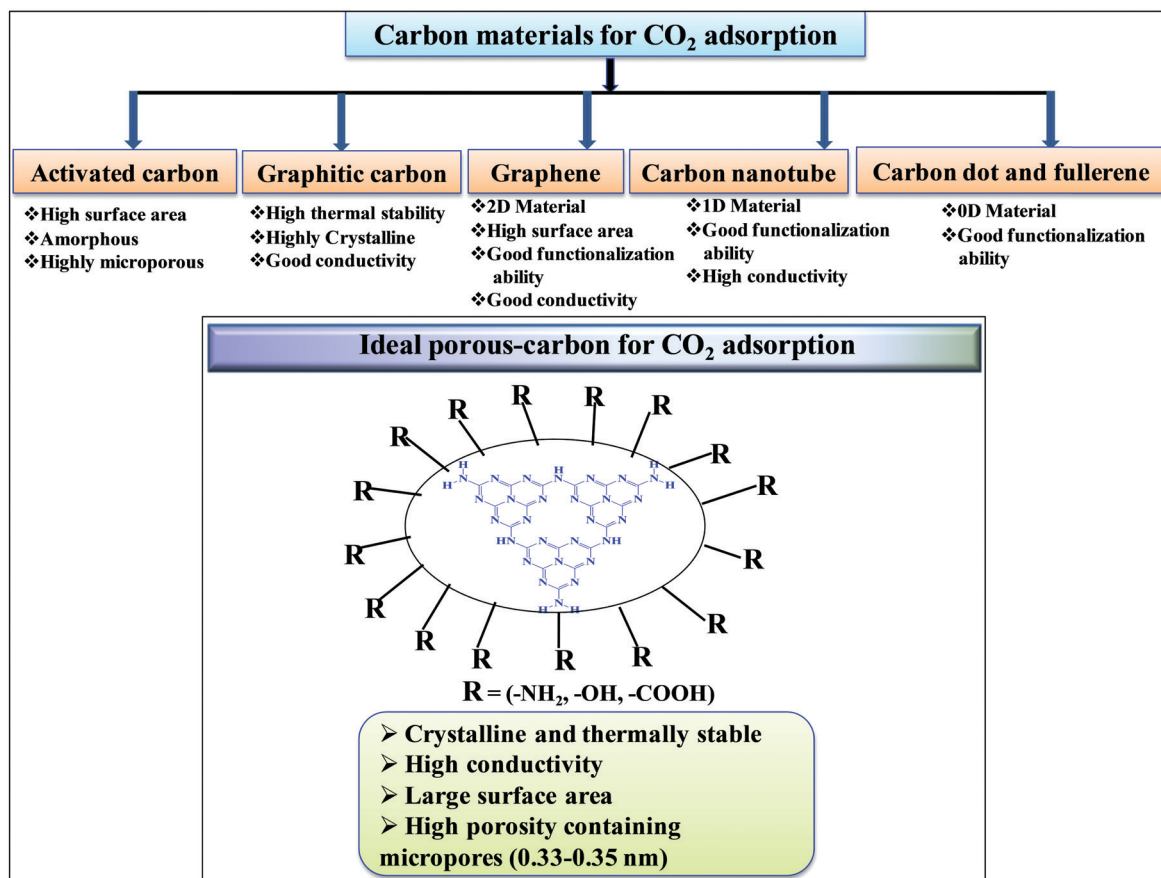 Carbon materials for CO₂ adsorption
Activated carbon
❖High surface area
❖Amorphous
❖Highly microporous
Graphitic carbon
❖High thermal stability
❖Highly Crystalline
❖Good conductivity
Graphene
❖2D Material
❖High surface area
❖Good functionalization
ability
❖Good conductivity
Carbon nanotube
❖1D Material
❖Good functionalization
ability
❖High conductivity
Carbon dot and fullerene
❖0D Material
❖Good functionalization
ability
Ideal porous-carbon for CO₂ adsorption
R R R R
R R
R R
R R
R R
R R
R R R
H H H
H N N N NH N N N H
N N N N N N
N N N N
N N N N
HN N N NH
N N N
N N
N
H H
R = (-NH₂, -OH, -COOH)
➢ Crystalline and thermally stable
➢ High conductivity
➢ Large surface area
➢ High porosity containing
micropores (0.33-0.35 nm)